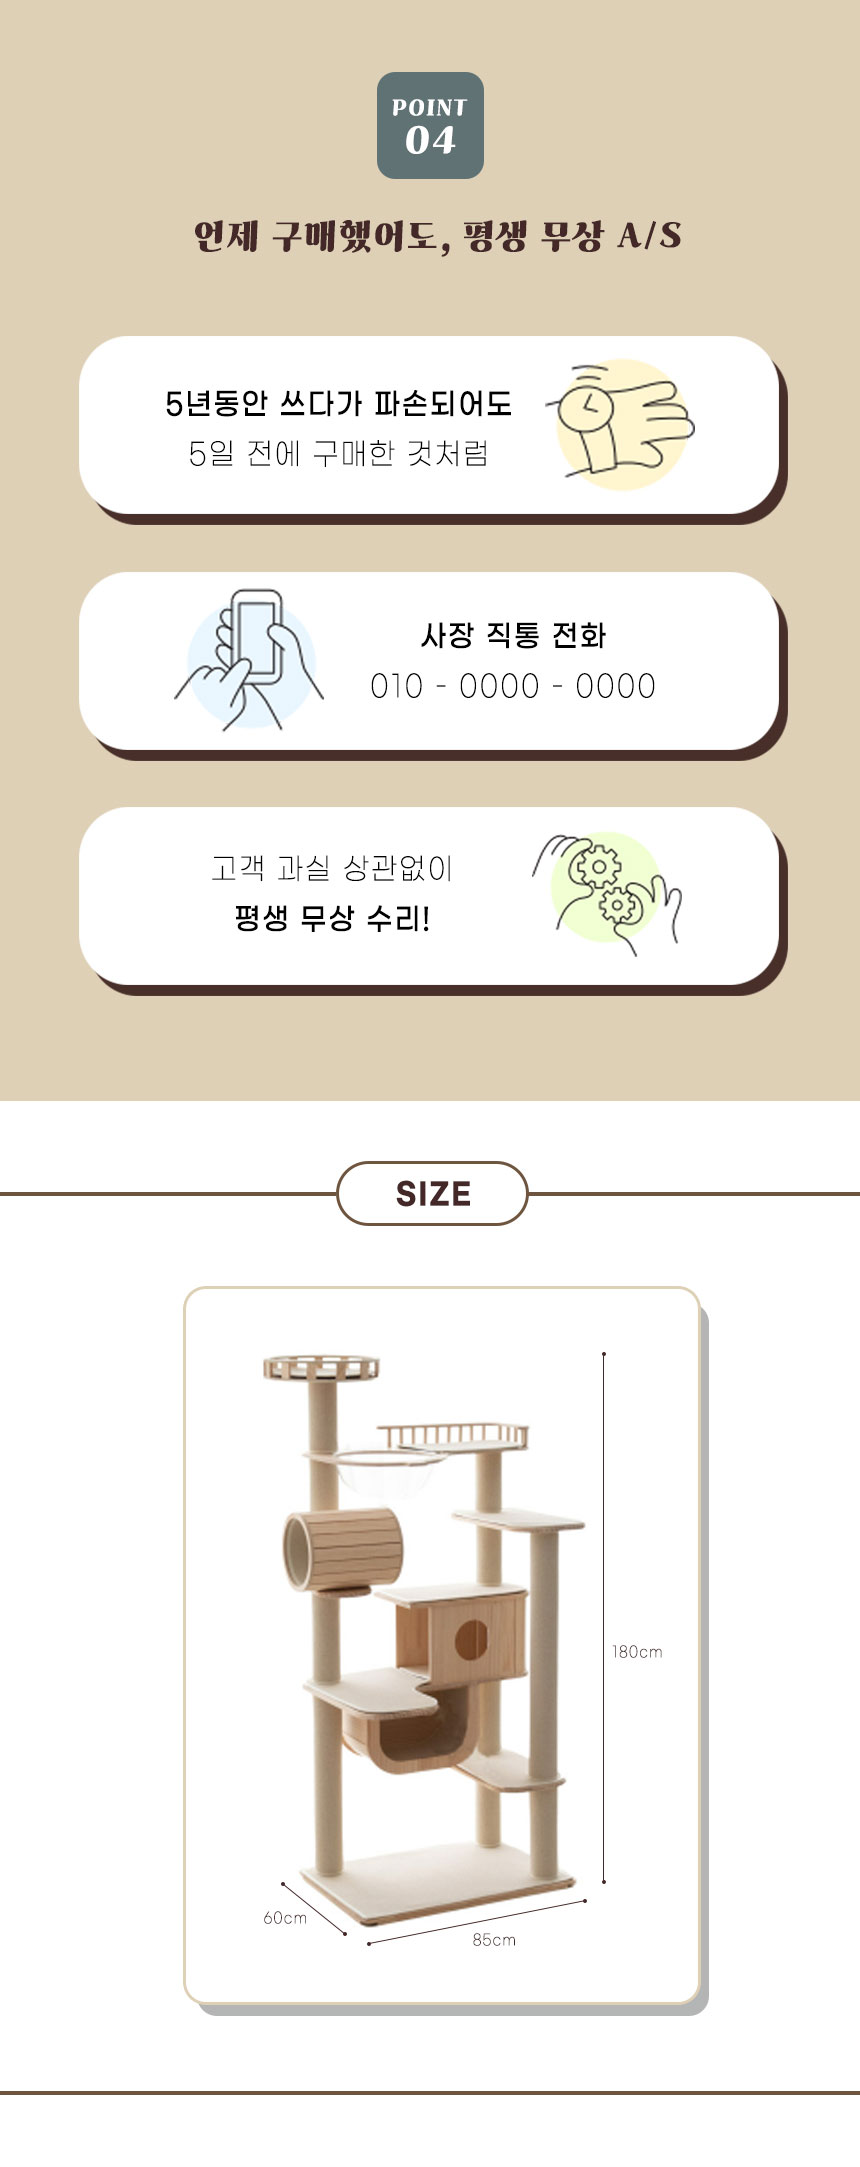 POINT
04
언제 구매했어도, 평생 무상 A/S
5년동안 쓰다가 파손되어도
5일 전에 구매한 것처럼
사장 직통 전화
010 - 0000 - 0000
고객 과실 상관없이
평생 무상 수리!
SIZE
180cm
60cm
85cm